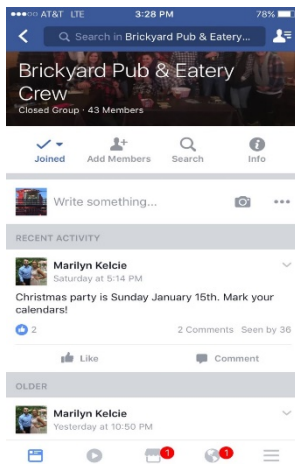 AT&T LTE 3:28 PM 78%
Search in Brickyard Pub & Eatery...
Brickyard Pub & Eatery
Crew
Closed Group · 43 Members
Joined Add Members Search Info
Write something...
RECENT ACTIVITY
Marilyn Kelcie
Saturday at 5:14 PM
Christmas party is Sunday January 15th. Mark your
calendars!
2 2 Comments Seen by 36
Like Comment
OLDER
Marilyn Kelcie
Yesterday at 10:50 PM
1 1